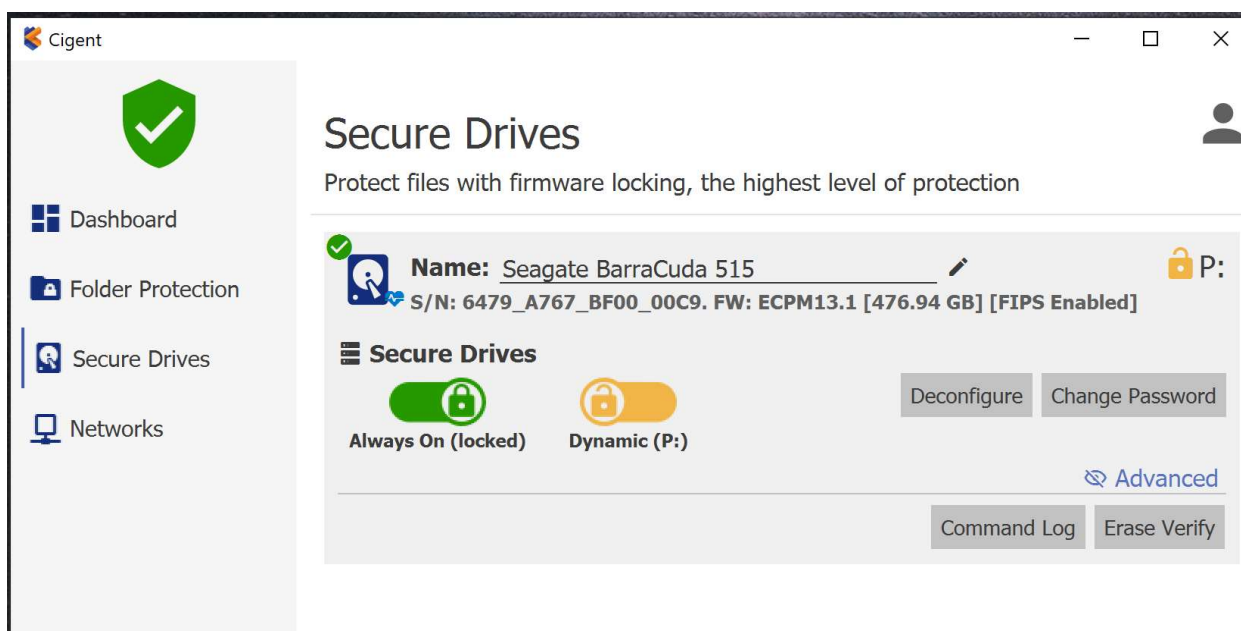 Cigent
Secure Drives
Protect files with firmware locking, the highest level of protection
Dashboard
Folder Protection
Secure Drives
Networks
Name: Seagate BarraCuda 515
P:
S/N: 6479_A767_BF00_00C9. FW: ECPM13.1 [476.94 GB] [FIPS Enabled]
Secure Drives
Always On (locked)
Dynamic (P:)
Deconfigure
Change Password
Advanced
Command Log
Erase Verify